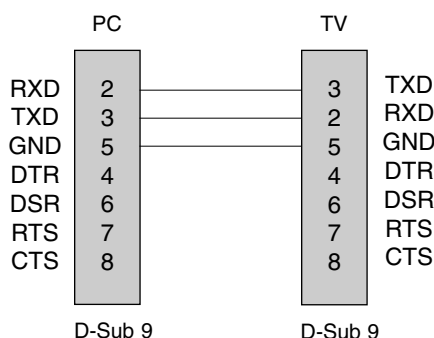 PC TV
RXD 2 3 TXD
TXD 3 2 RXD
GND 5 5 GND
DTR 4 4 DTR
DSR 6 6 DSR
RTS 7 7 RTS
CTS 8 8 CTS
D-Sub 9 D-Sub 9